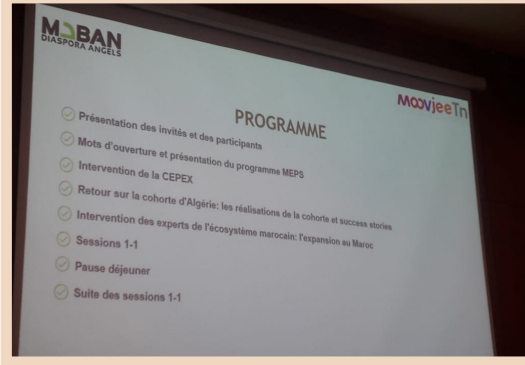 MOBAN
DIASPORA ANGELS
MOOVJEETn
PROGRAMME
Présentation des invités et des participants
Mots d'ouverture et présentation du programme MEPS
Intervention de la CEPEX
Retour sur la cohorte d'Algérie: les réalisations de la cohorte et success stories
Intervention des experts de l'écosystème marocain: l'expansion au Maroc
Sessions 1-1
Pause déjeuner
Suite des sessions 1-1